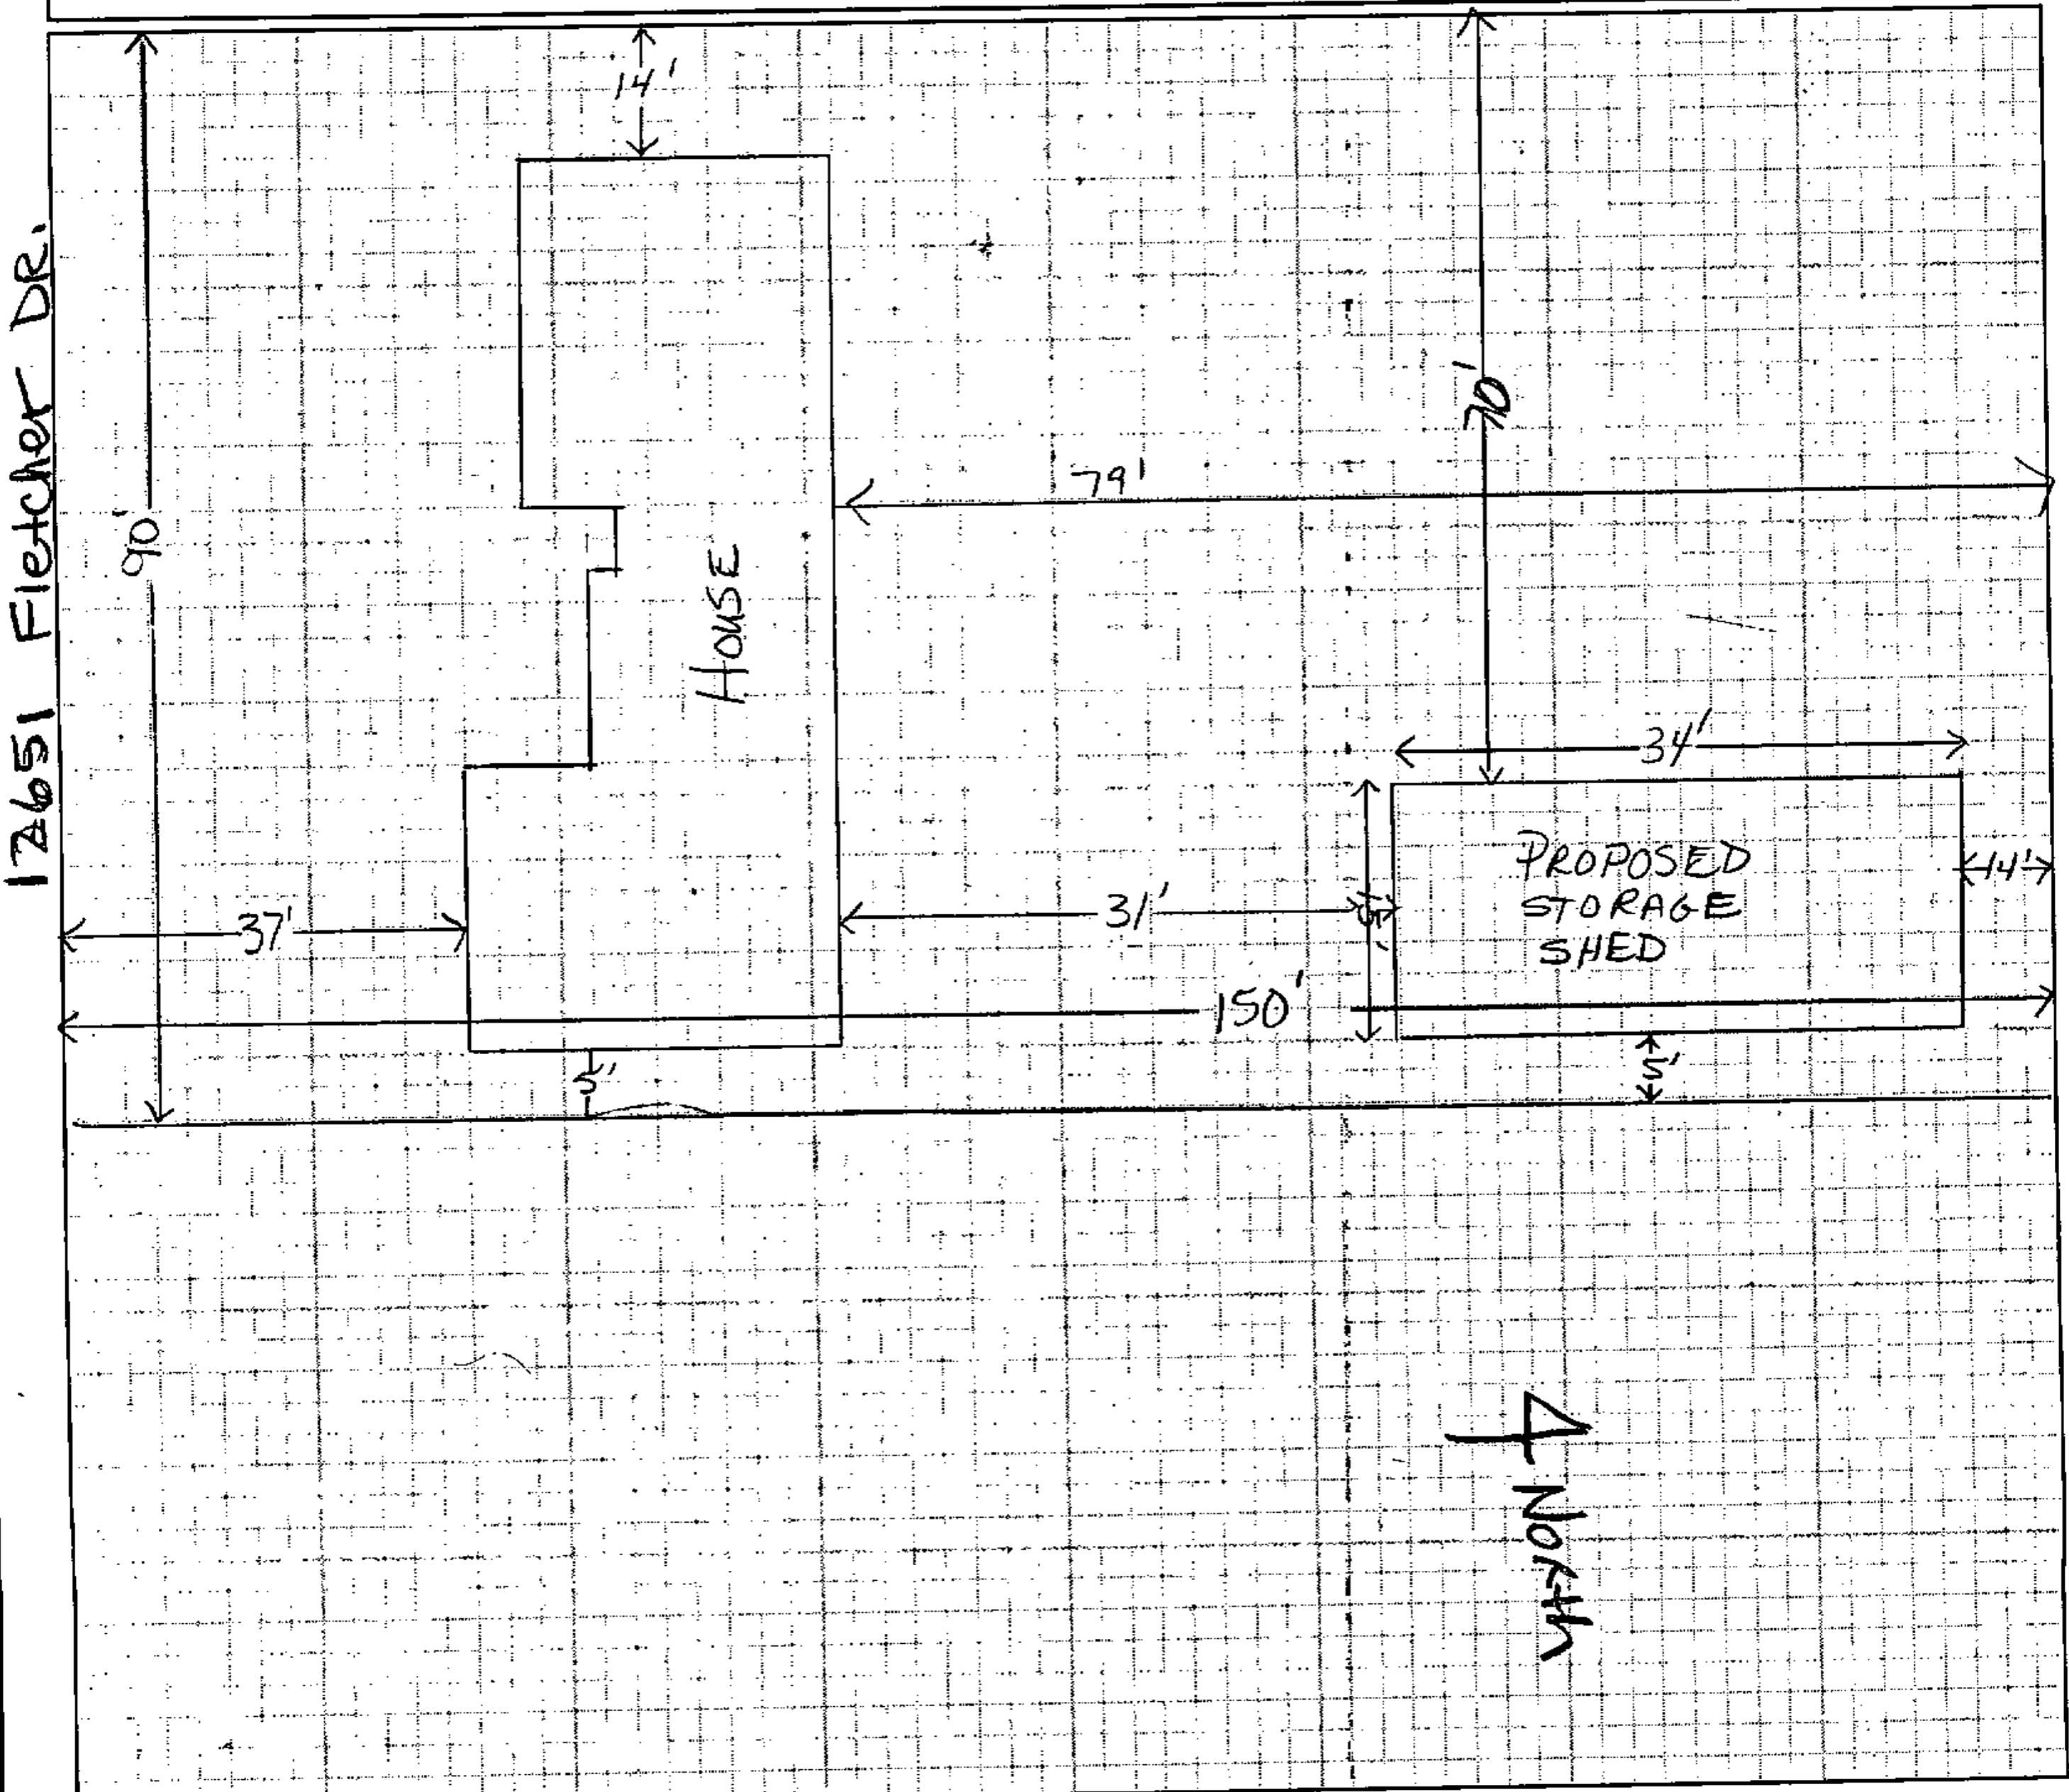 12651 Fletcher DR.
14'
90'
70'
79'
HOUSE
34'
PROPOSED
STORAGE
SHED
14'
31'
15'
37'
150'
5'
5'
North